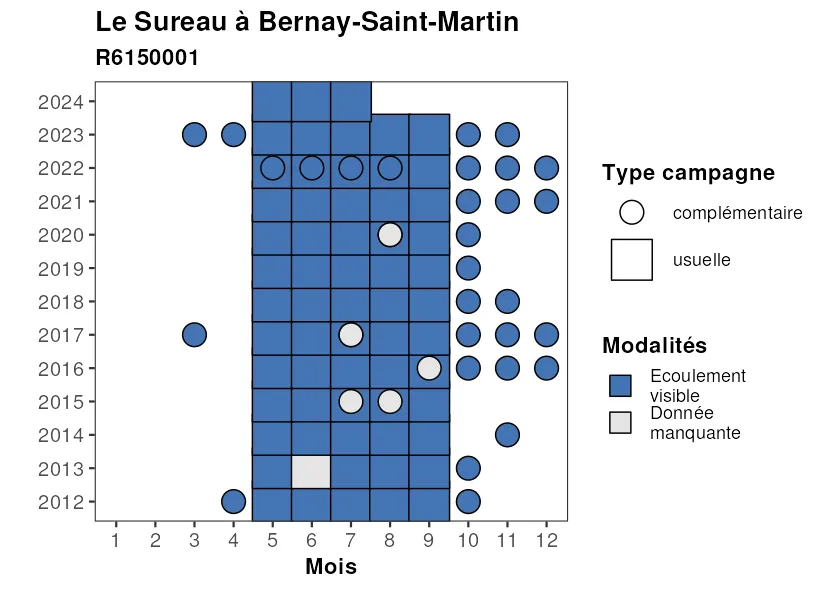 Le Sureau à Bernay-Saint-Martin
R6150001
2024
2023
2022
2021
2020
2019
2018
2017
2016
2015
2014
2013
2012
1 2 3 4 5 6 7 8 9 10 11 12
Mois
Type campagne
complémentaire
usuelle
Modalités
Ecoulement
visible
Donnée
manquante